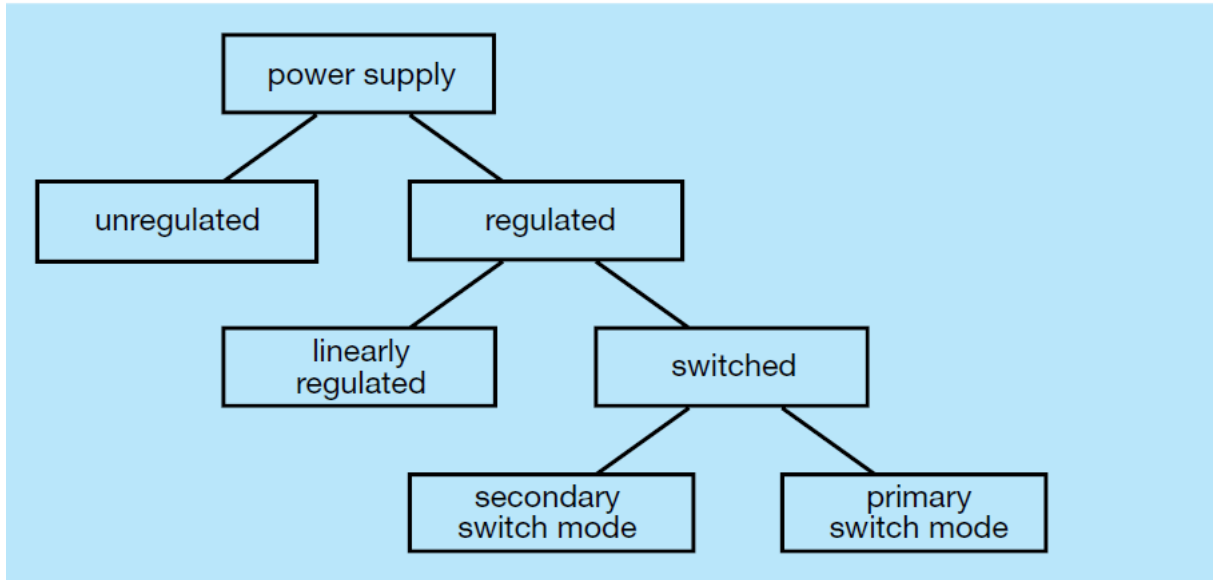 power supply
unregulated
regulated
linearly
regulated
switched
secondary
switch mode
primary
switch mode